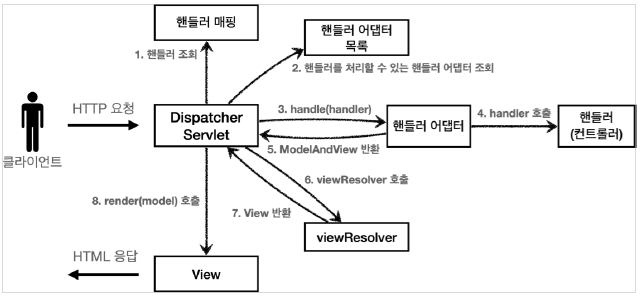 핸들러 매핑
1. 핸들러 조회
핸들러 어댑터
목록
2. 핸들러를 처리할 수 있는 핸들러 어댑터 조회
HTTP 요청
Dispatcher
Servlet
3. handle(handler)
핸들러 어댑터
4. handler 호출
핸들러
(컨트롤러)
클라이언트
5. ModelAndView 반환
6. viewResolver 호출
7. View 반환
8. render(model) 호출
viewResolver
HTML 응답
View